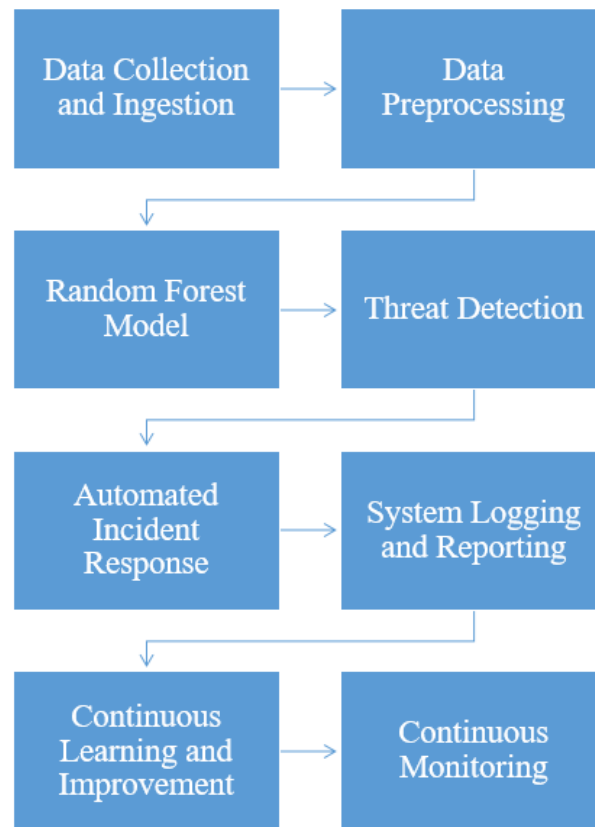 Data Collection
and Ingestion
Data
Preprocessing
Random Forest
Model
Threat Detection
Automated
Incident
Response
System Logging
and Reporting
Continuous
Learning and
Improvement
Continuous
Monitoring